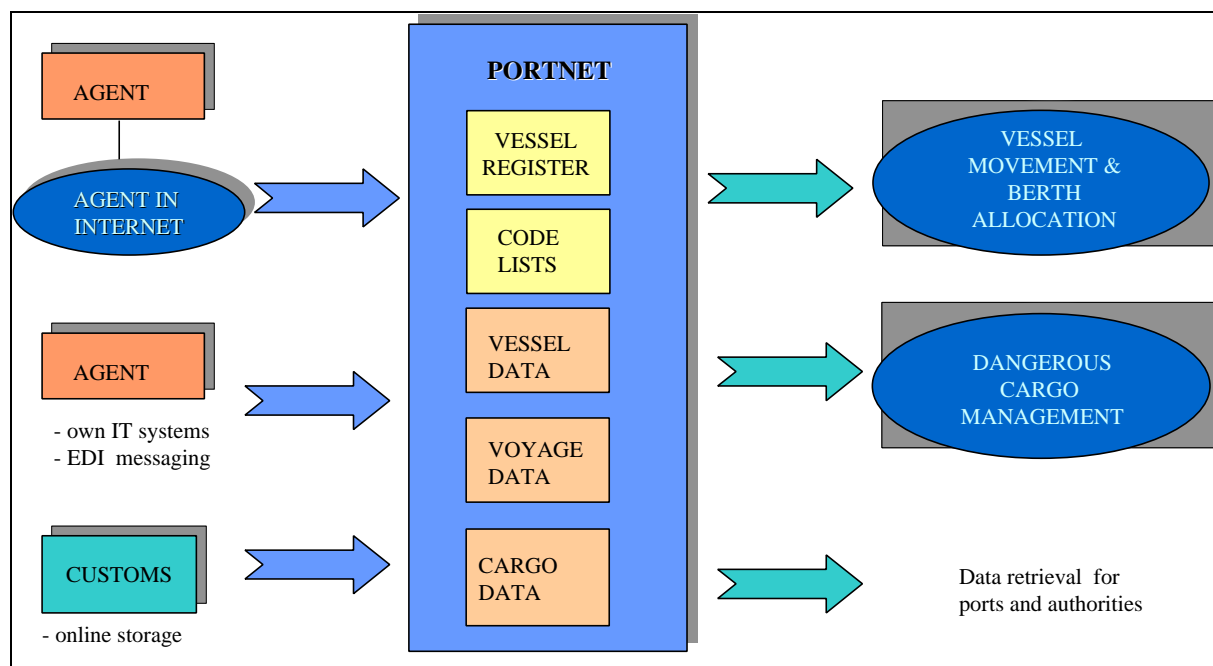 AGENT
AGENT IN
INTERNET
AGENT
- own IT systems
- EDI messaging
CUSTOMS
- online storage
PORTNET
VESSEL
REGISTER
CODE
LISTS
VESSEL
DATA
VOYAGE
DATA
CARGO
DATA
VESSEL
MOVEMENT &
BERTH
ALLOCATION
DANGEROUS
CARGO
MANAGEMENT
Data retrieval for
ports and authorities